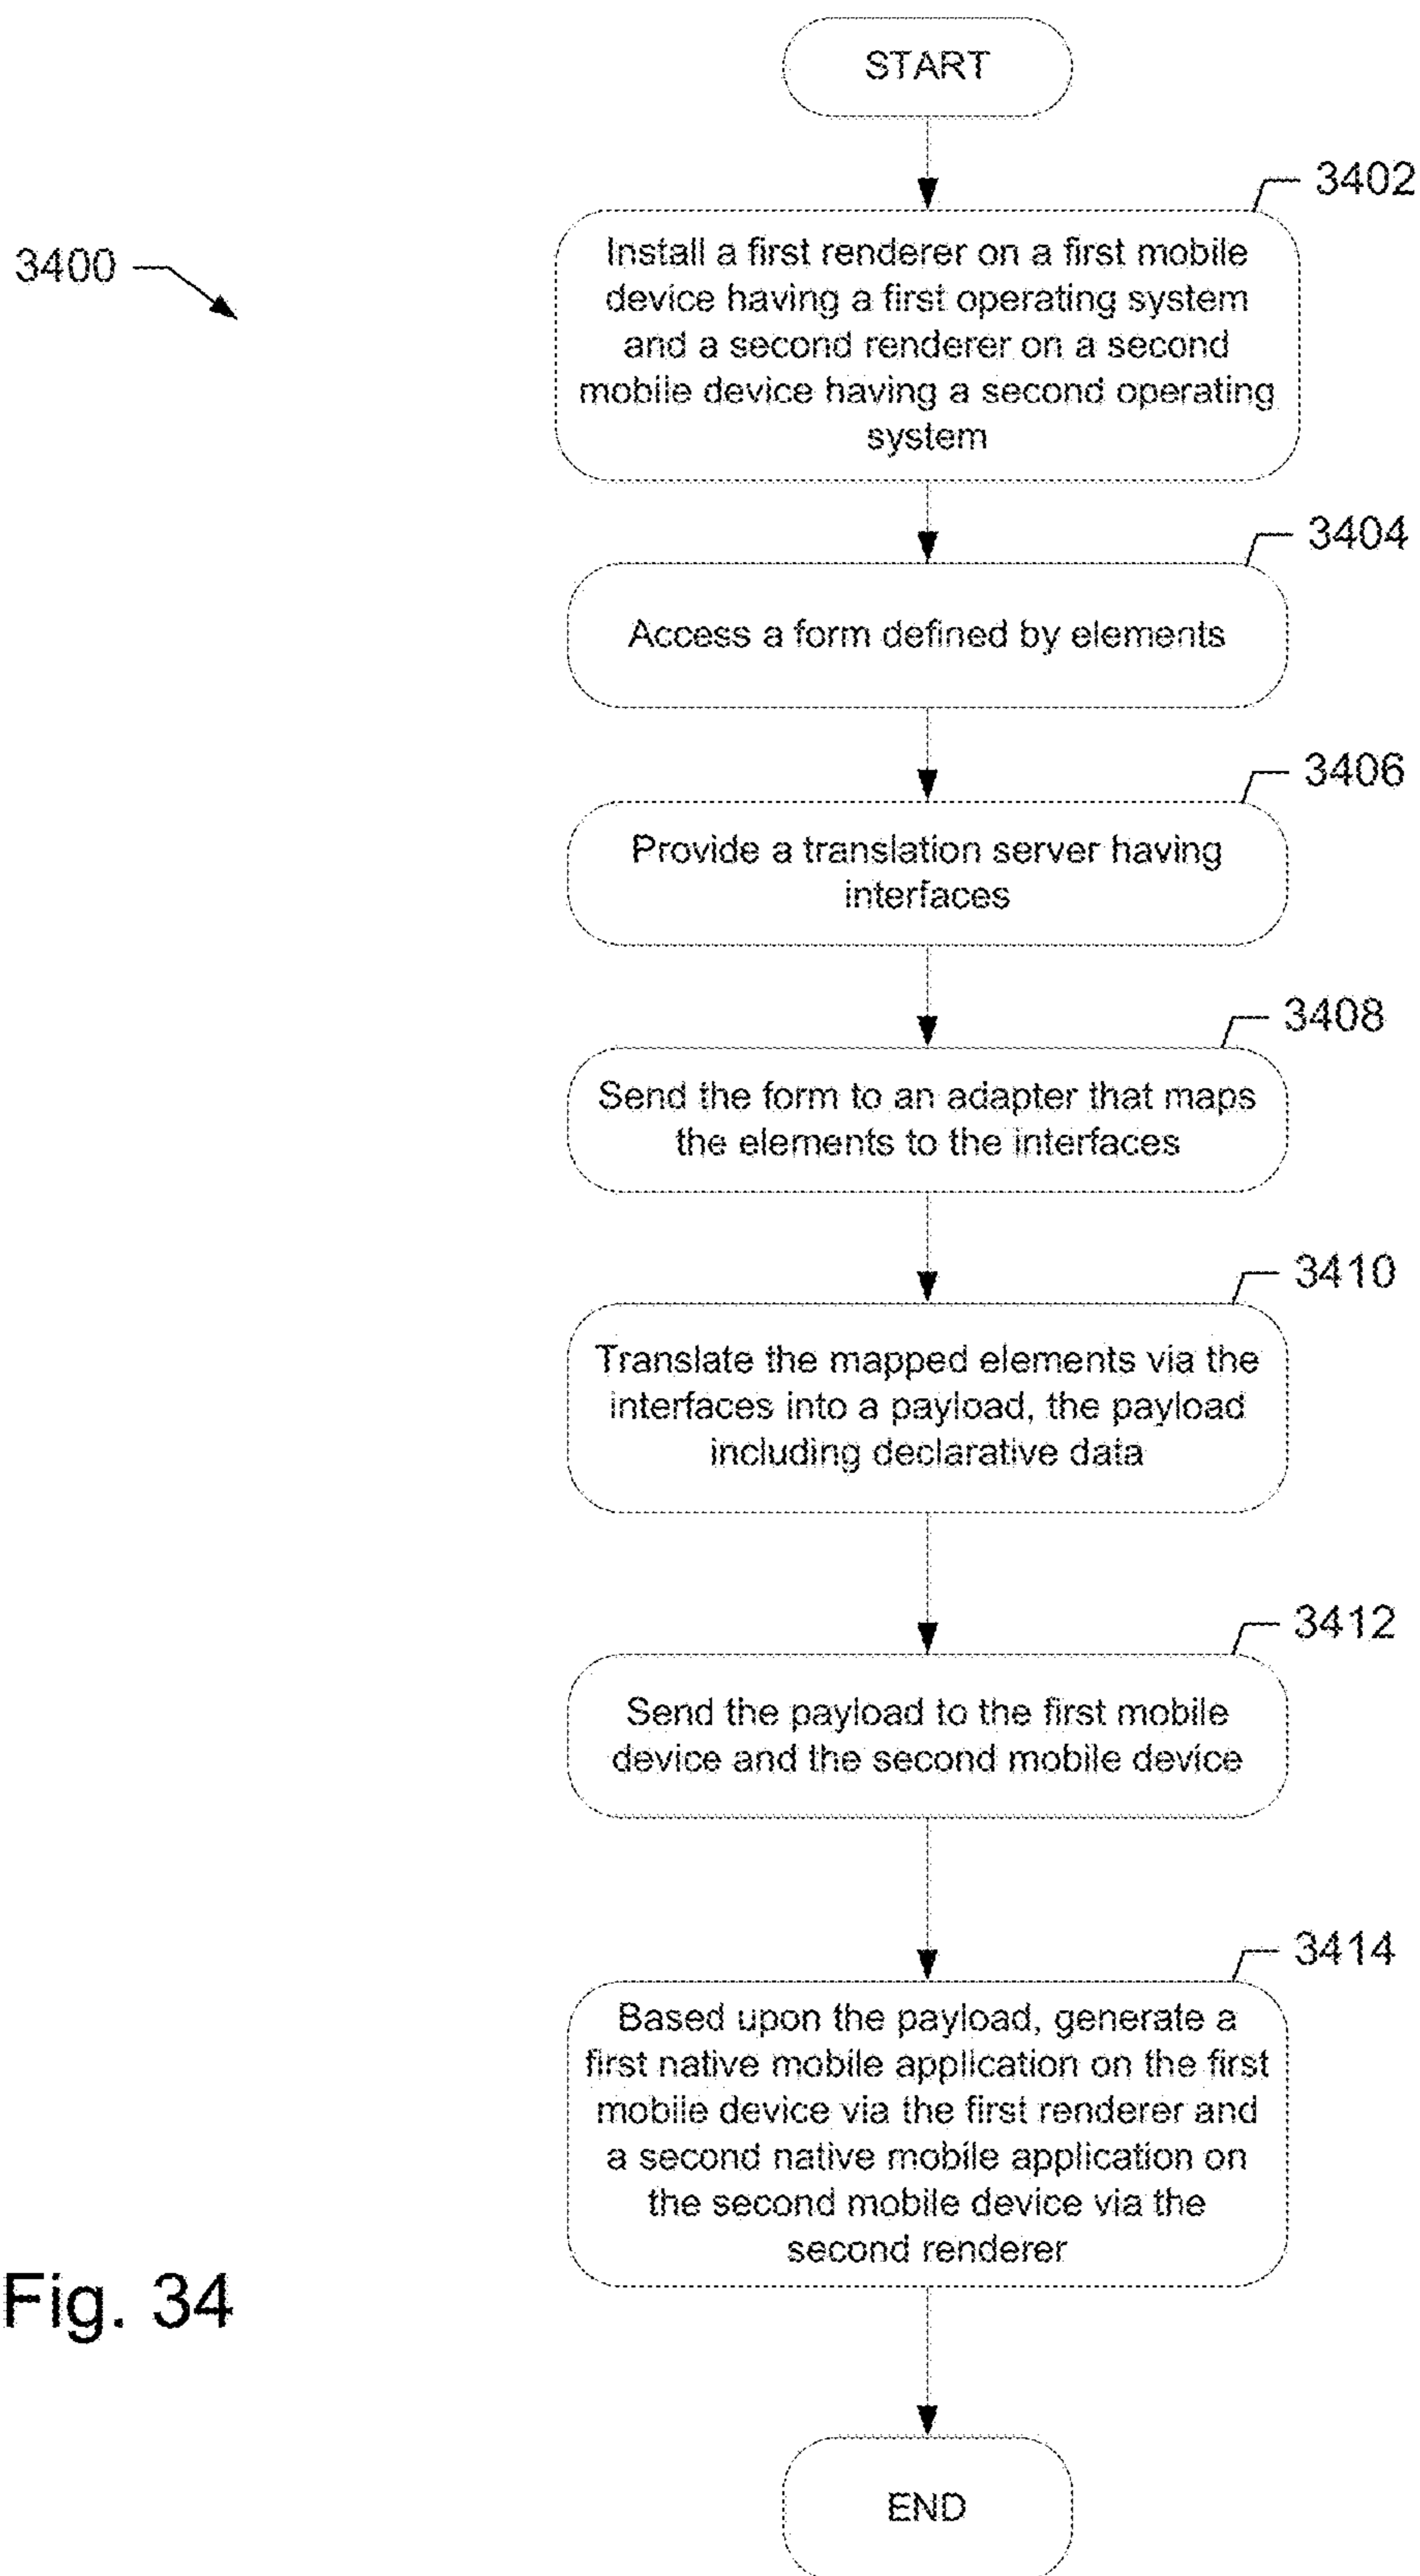 START
3402
3400
Install a first renderer on a first mobile
device having a first operating system
and a second renderer on a second
mobile device having a second operating
system
3404
Access a form defined by elements
3406
Provide a translation server having
interfaces
3408
Send the form to an adapter that maps
the elements to the interfaces
3410
Translate the mapped elements via the
interfaces into a payload, the payload
including declarative data
3412
Send the payload to the first mobile
device and the second mobile device
3414
Based upon the payload, generate a
first native mobile application on the first
mobile device via the first renderer and
a second native mobile application on
the second mobile device via the
second renderer
Fig. 34
END